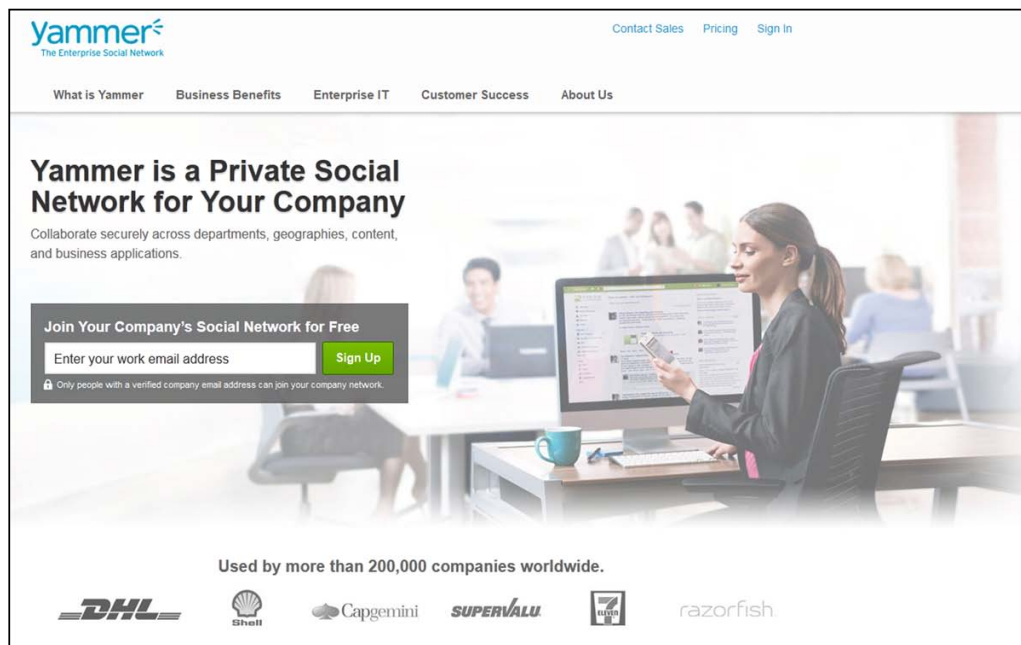 yammer
The Enterprise Social Network
Contact Sales Pricing Sign In
What is Yammer Business Benefits Enterprise IT Customer Success About Us
Yammer is a Private Social
Network for Your Company
Collaborate securely across departments, geographies, content,
and business applications.
Join Your Company's Social Network for Free
Enter your work email address Sign Up
Only people with a verified company email address can join your company network.
Used by more than 200,000 companies worldwide.
DHL Shell Capgemini SUPERVALU 7 ELEVEN razorfish